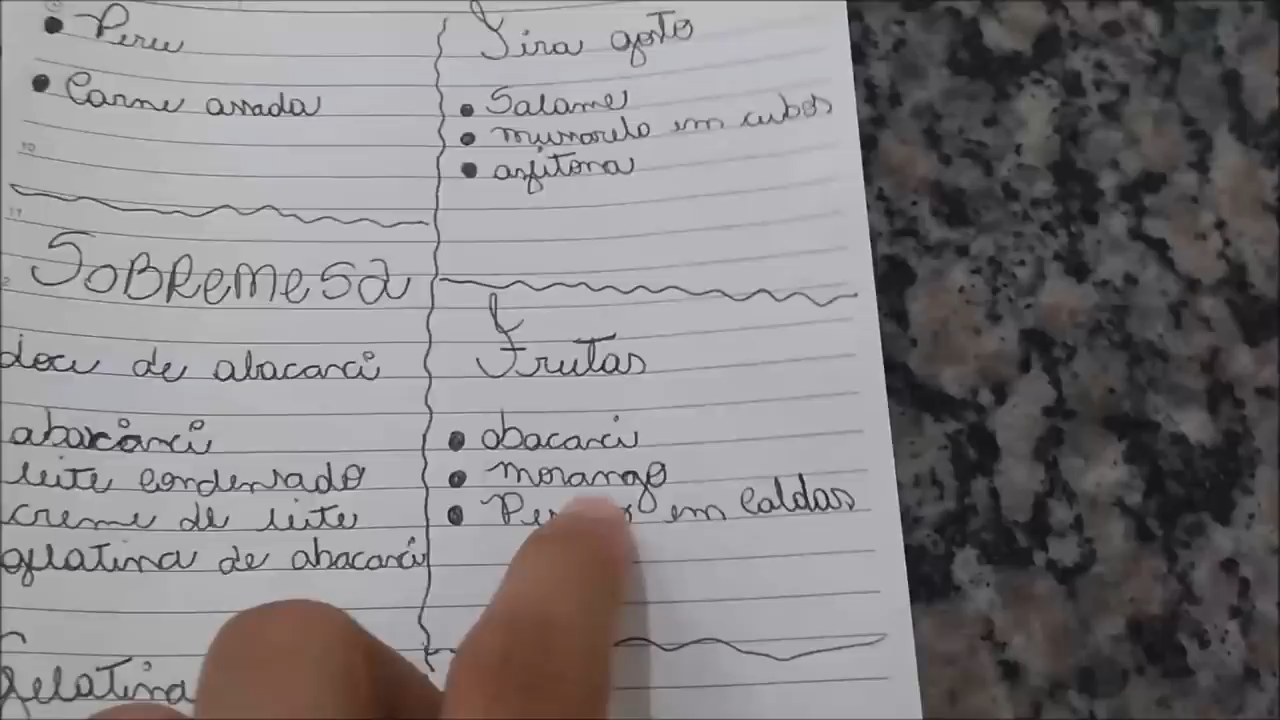 Peru
Carne assada
Tira gosto
Salame
mussarelo em cubos
azeitona
SoBRemeSa
doce de abacaxi
abacaxi
leite condensado
creme de leite
gelatina de abacaxi
gelatina
Frutas
abacaxi
morango
em Caldas